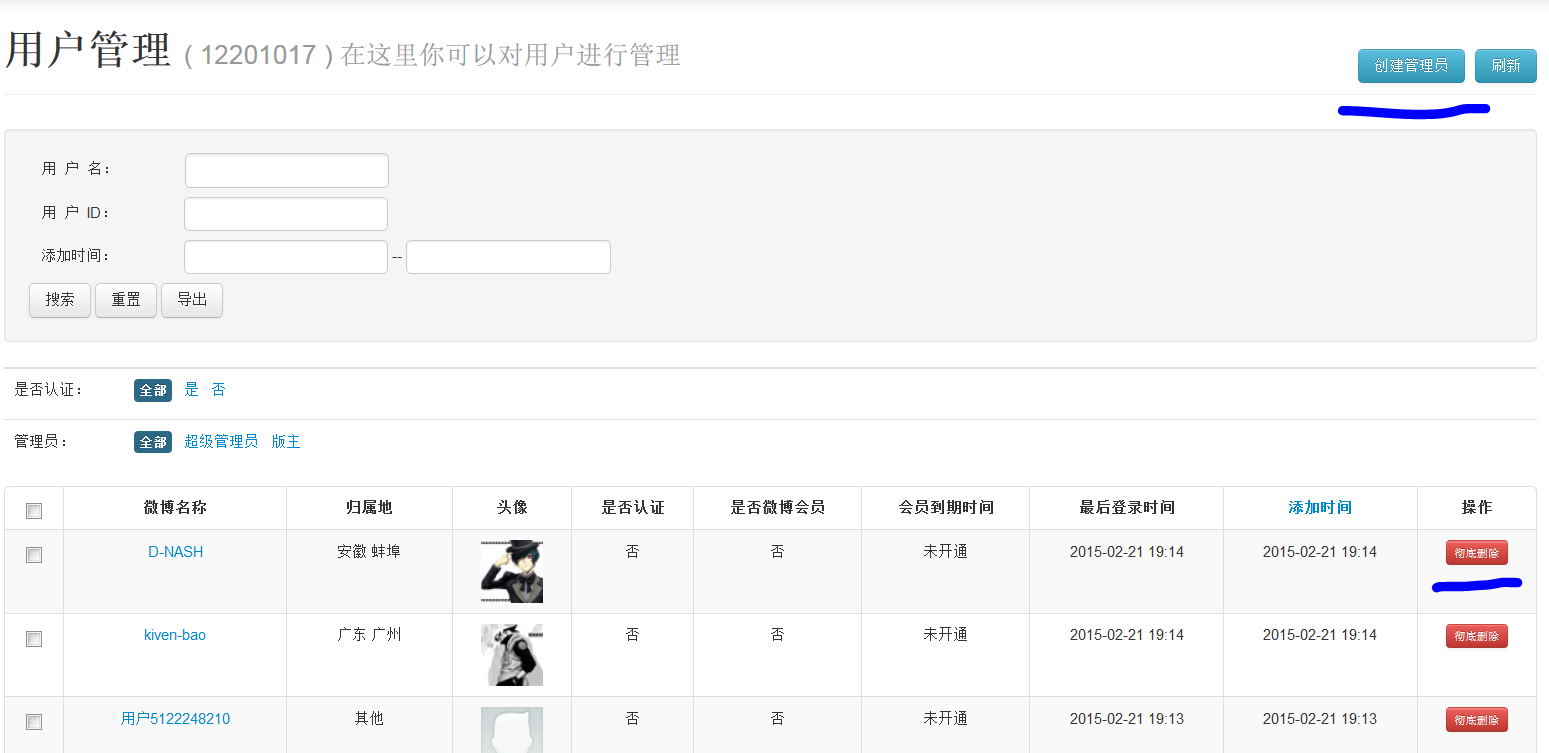 用户管理 ( 12201017 ) 在这里你可以对用户进行管理
创建管理员 刷新
用 户 名：
用 户 ID：
添加时间： --
搜索 重置 导出
是否认证： 全部 是 否
管理员： 全部 超级管理员 版主
微博名称 归属地 头像 是否认证 是否微博会员 会员到期时间 最后登录时间 添加时间 操作
D-NASH 安徽 蚌埠 否 否 未开通 2015-02-21 19:14 2015-02-21 19:14 彻底删除
kiven-bao 广东 广州 否 否 未开通 2015-02-21 19:14 2015-02-21 19:14 彻底删除
用户5122248210 其他 否 否 未开通 2015-02-21 19:13 2015-02-21 19:13 彻底删除